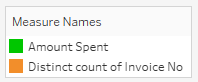 Measure Names
Amount Spent
Distinct count of Invoice No